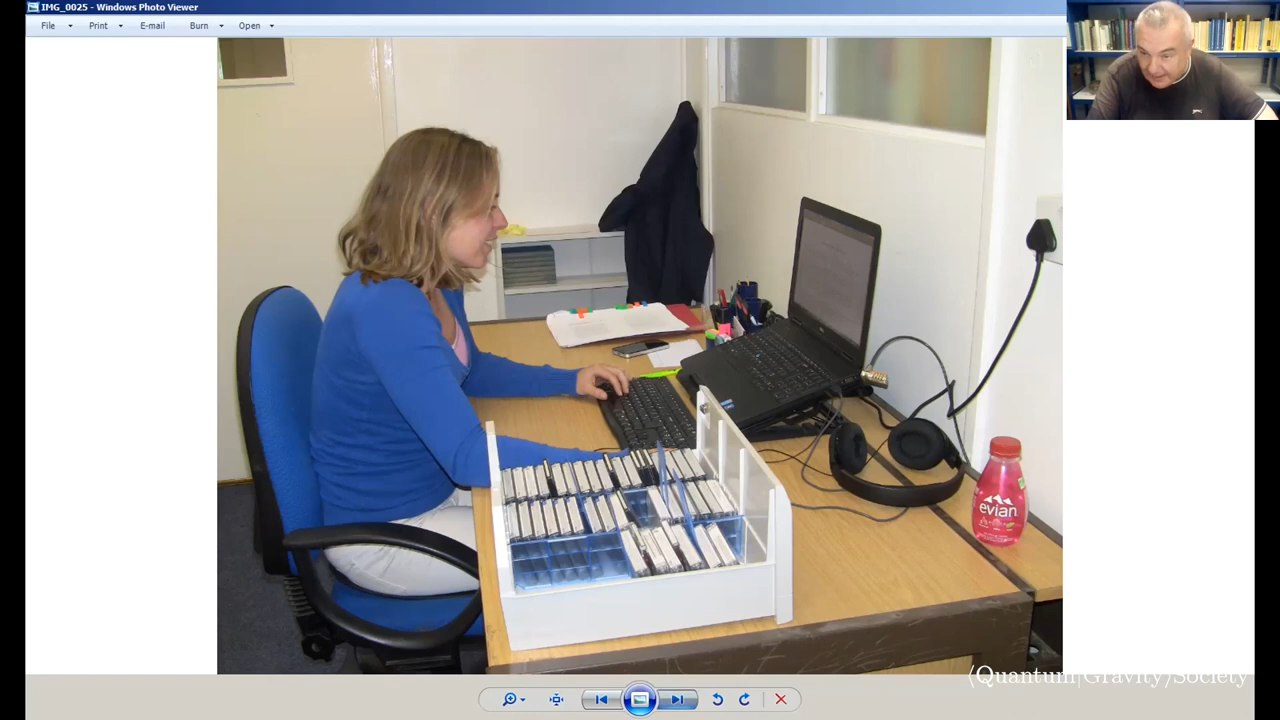 IMG_0025 - Windows Photo Viewer
File Print E-mail Burn Open
evian
⟨Quantum|Gravity⟩Society